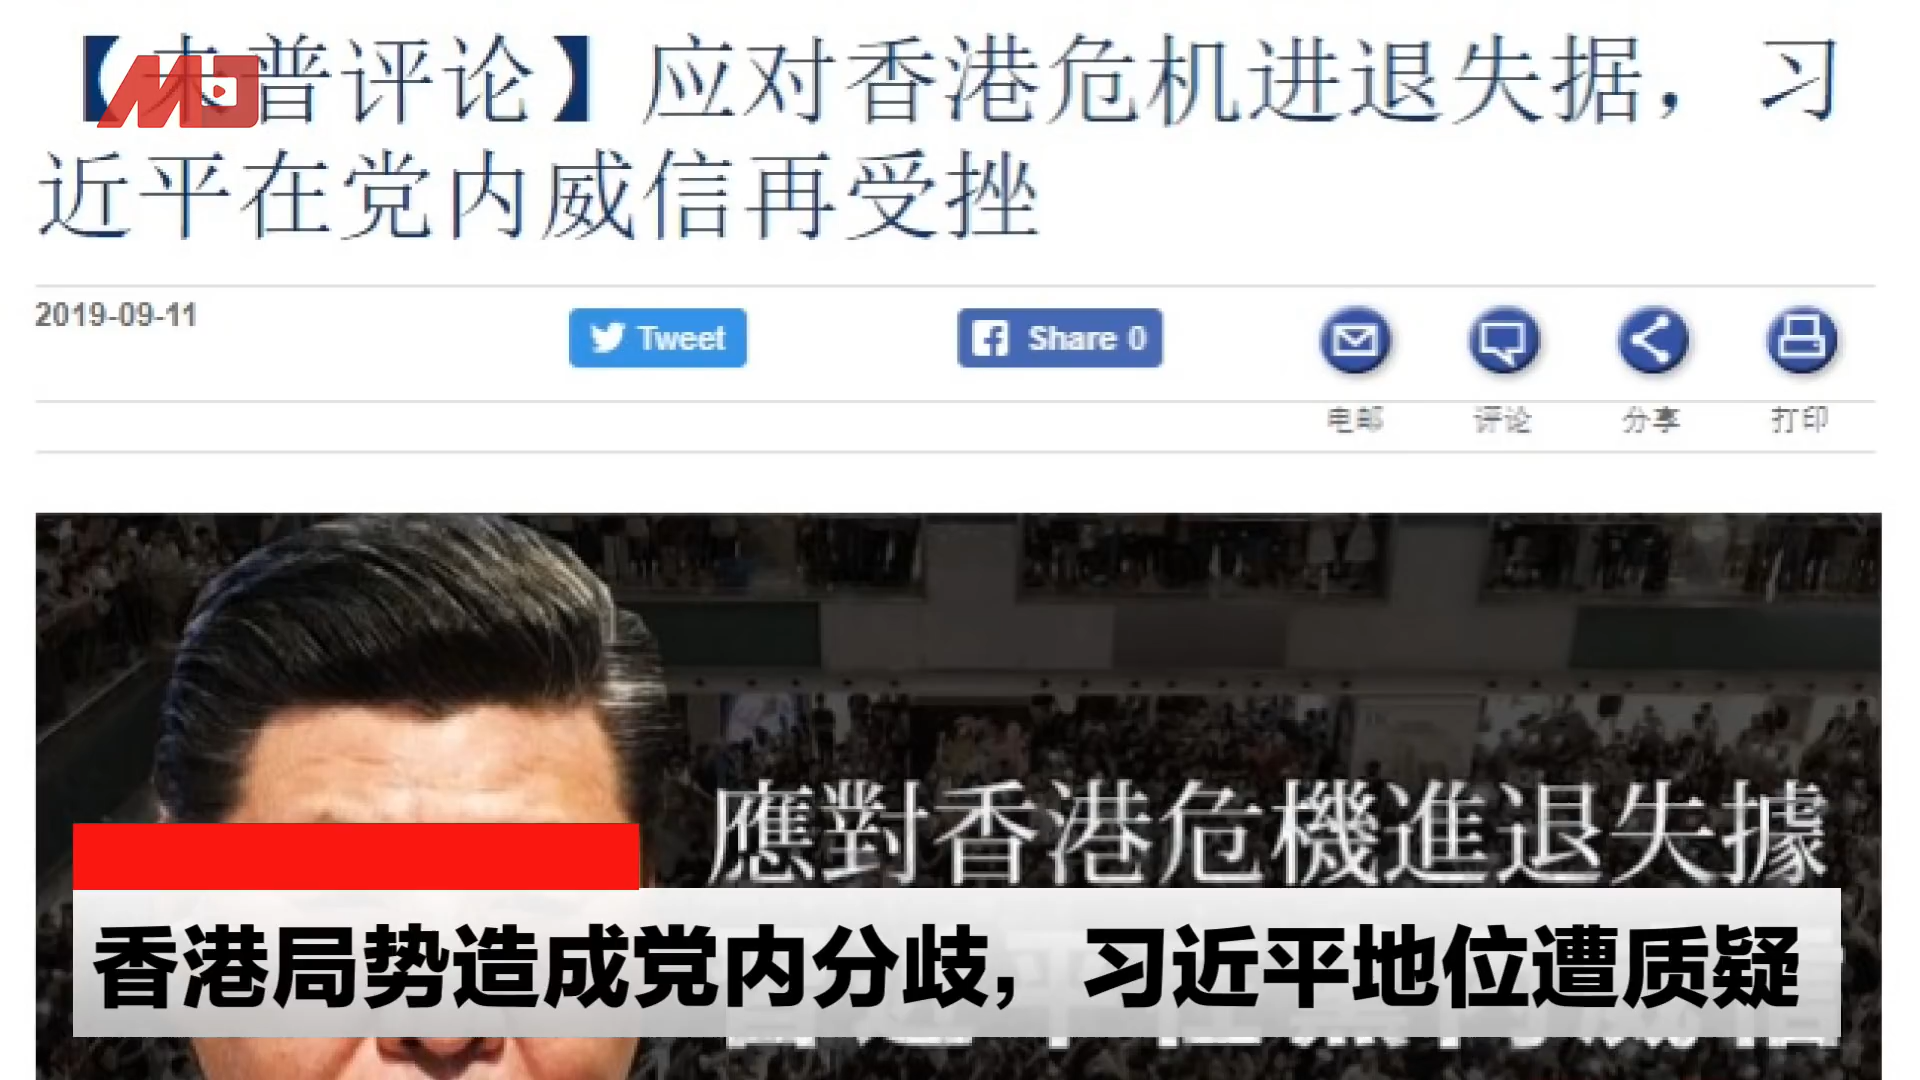 【未普评论】应对香港危机进退失据，习
近平在党内威信再受挫
2019-09-11
Tweet
Share 0
电邮
评论
分享
打印
應對香港危機進退失據
香港局势造成党内分歧，习近平地位遭质疑